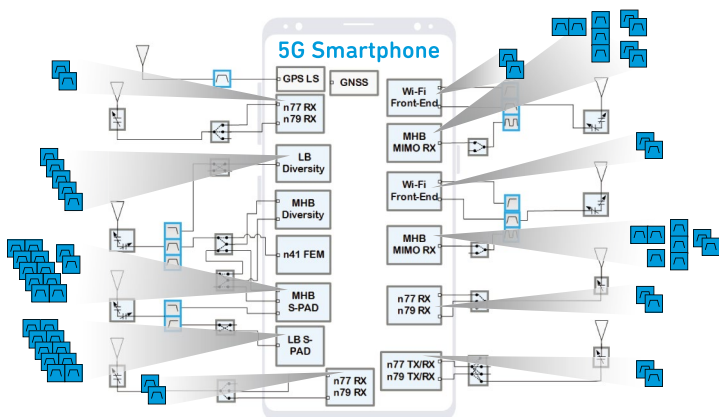 5G Smartphone
GPS LS
GNSS
n77 RX
n79 RX
LB
Diversity
MHB
Diversity
n41 FEM
MHB
S-PAD
LB S-
PAD
n77 RX
n79 RX
Wi-Fi
Front-End
MHB
MIMO RX
Wi-Fi
Front-End
MHB
MIMO RX
n77 RX
n79 RX
n77 TX/RX
n79 TX/RX